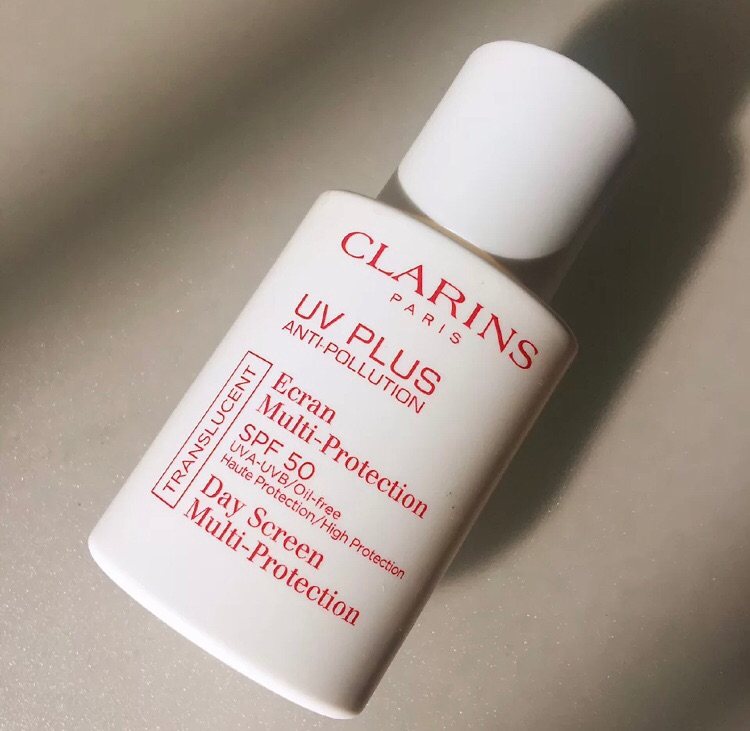 CLARINS
PARIS
UV PLUS
ANTI-POLLUTION
TRANSLUCENT
Ecran
Multi-Protection
SPF 50
UVA-UVB/Oil-free
Haute Protection/High Protection
Day Screen
Multi-Protection